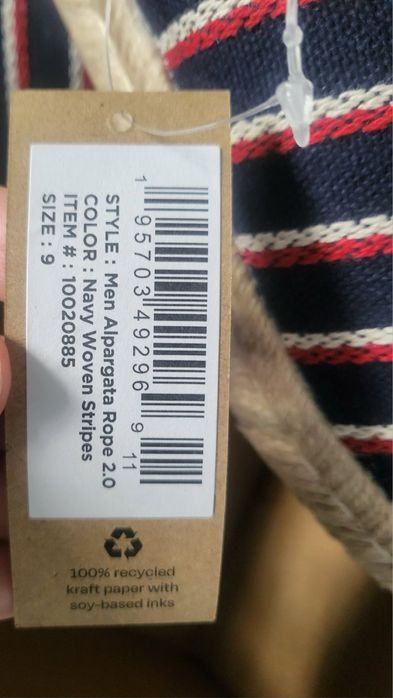 1 95703 49296 9 11
STYLE : Men Alpargata Rope 2.0
COLOR : Navy Woven Stripes
ITEM # : 10020885
SIZE : 9
100% recycled
kraft paper with
soy-based inks